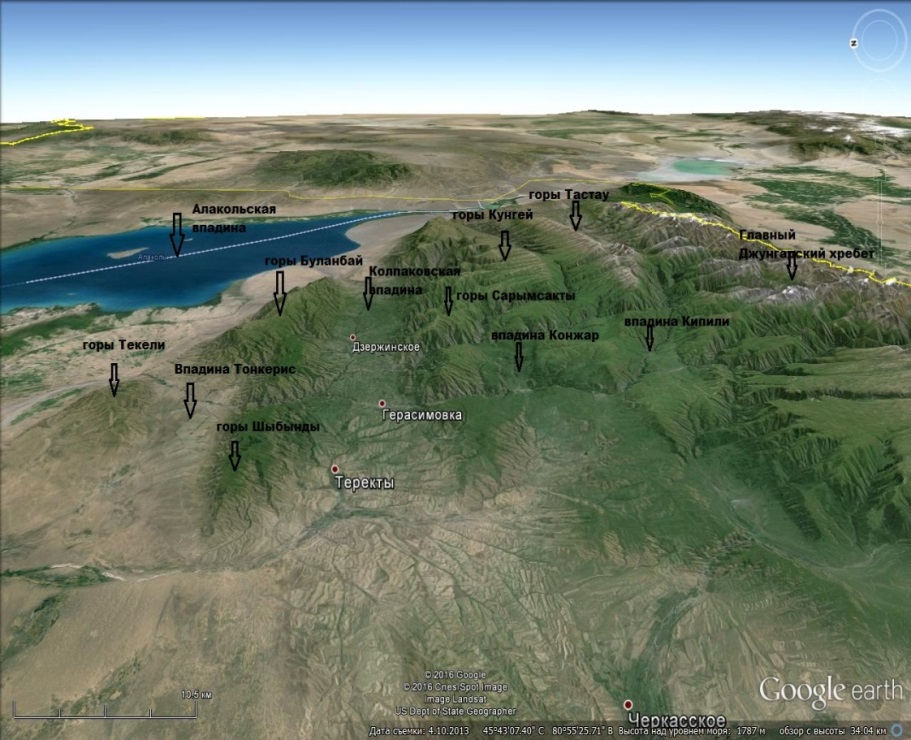 N
горы Тастау
Алакольская
впадина
горы Кунгей
Главный
Джунгарский хребет
Алаколь
горы Буланбай
Колпаковская
впадина
горы Сарымсакты
впадина Кипили
горы Текели
Дзержинское
впадина Конжар
Впадина Тонкерис
Герасимовка
горы Шыбынды
Теректы
© 2016 Google
© 2016 Cnes/Spot Image
Image Landsat
US Dept of State Geographer
10.5 км
Google earth
Черкасское
Дата съемки: 4.10.2013 45°43'07.40" С 80°55'25.71" В Высота над уровнем моря: 1787 м обзор с высоты 34.04 км